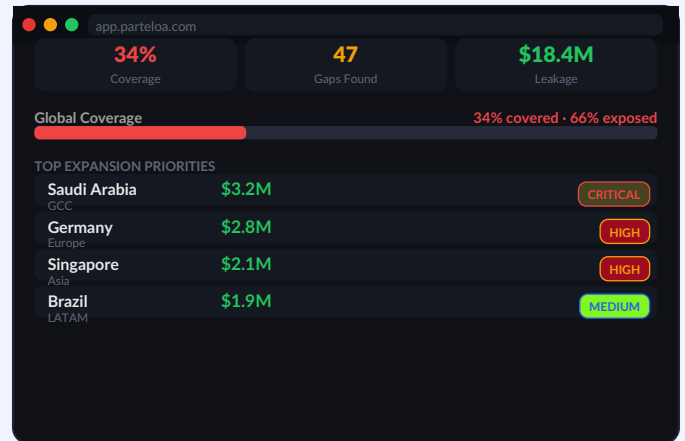 app.parteloa.com
34%
47
$18.4M
Coverage
Gaps Found
Leakage
Global Coverage
34% covered · 66% exposed
TOP EXPANSION PRIORITIES
Saudi Arabia
$3.2M
CRITICAL
GCC
Germany
$2.8M
HIGH
Europe
Singapore
$2.1M
HIGH
Asia
Brazil
$1.9M
MEDIUM
LATAM